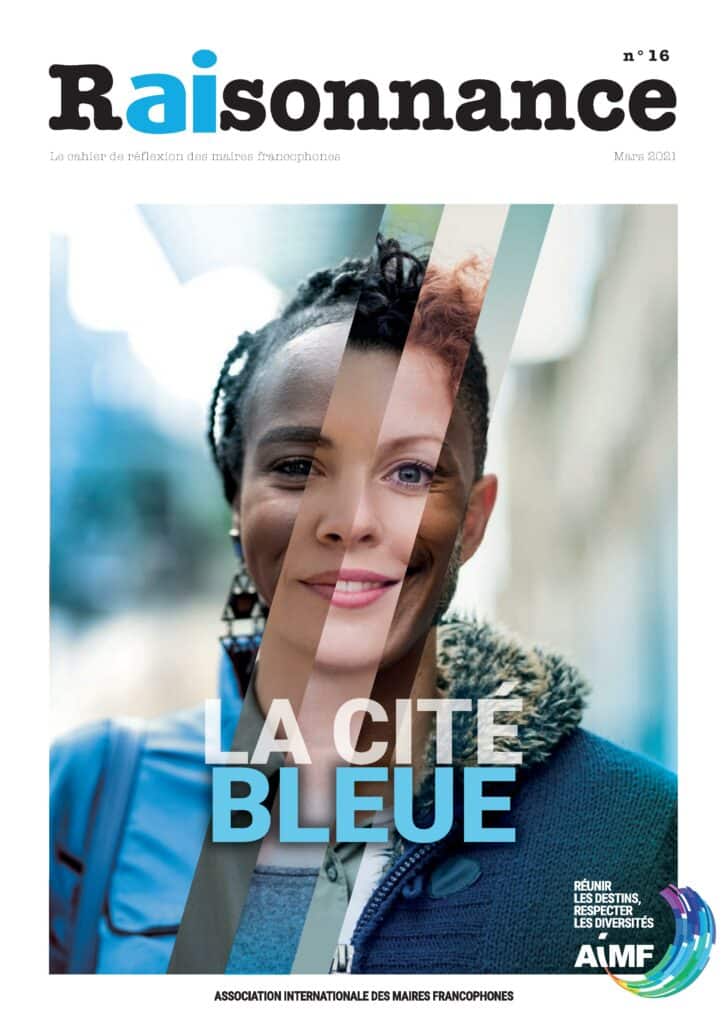 n° 16
Raisonnance
Le cahier de réflexion des maires francophones
Mars 2021
LA CITÉ
BLEUE
RÉUNIR
LES DESTINS,
RESPECTER
LES DIVERSITÉS
AiMF
ASSOCIATION INTERNATIONALE DES MAIRES FRANCOPHONES